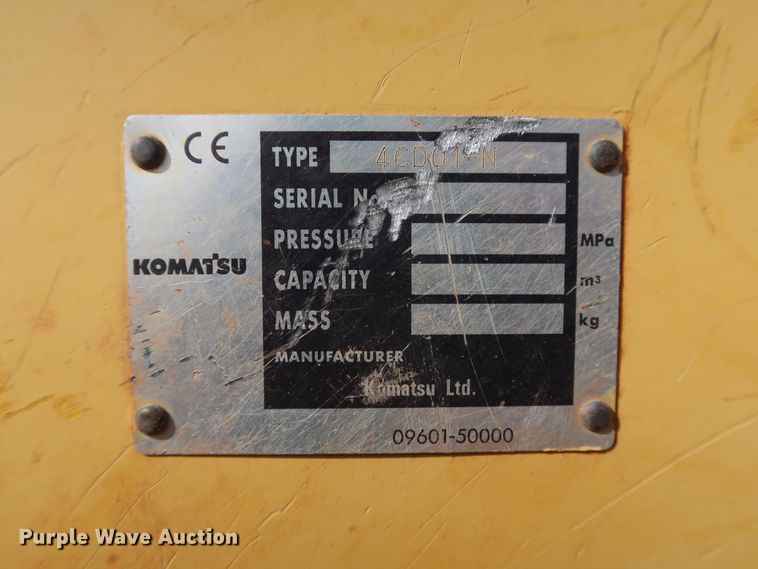 CE
TYPE 4CD01-N
SERIAL No.
PRESSURE MPa
KOMATSU
CAPACITY m³
MASS kg
MANUFACTURER
Komatsu Ltd.
09601-50000
Purple Wave Auction